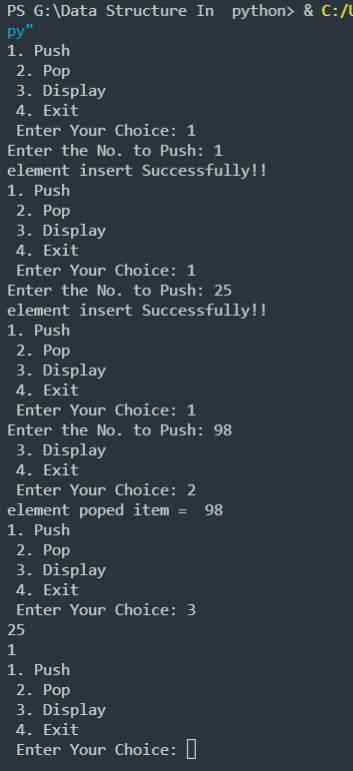 PS G:\Data Structure In  python> & C:/U
py"
1. Push
 2. Pop
 3. Display
 4. Exit
 Enter Your Choice: 1
Enter the No. to Push: 1
element insert Successfully!!
1. Push
 2. Pop
 3. Display
 4. Exit
 Enter Your Choice: 1
Enter the No. to Push: 25
element insert Successfully!!
1. Push
 2. Pop
 3. Display
 4. Exit
 Enter Your Choice: 1
Enter the No. to Push: 98
 3. Display
 4. Exit
 Enter Your Choice: 2
element poped item =  98
1. Push
 2. Pop
 3. Display
 4. Exit
 Enter Your Choice: 3
25
1
1. Push
 2. Pop
 3. Display
 4. Exit
 Enter Your Choice: